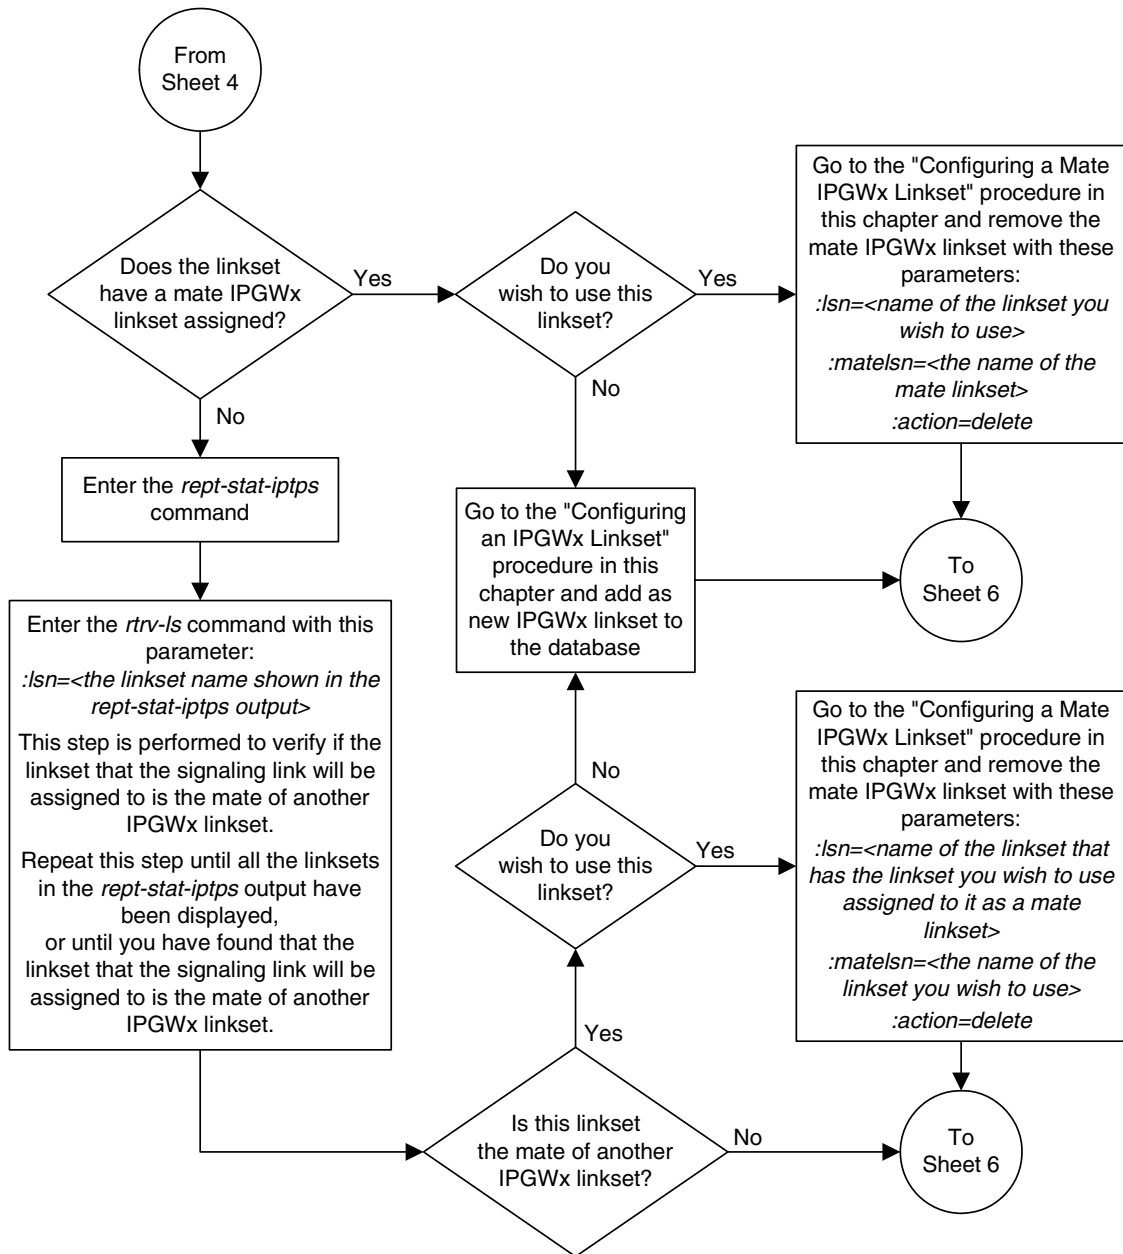 From
Sheet 4
Does the linkset
have a mate IPGWx
linkset assigned?
Yes
No
Do you
wish to use this
linkset?
Yes
No
Go to the "Configuring a Mate
IPGWx Linkset" procedure in
this chapter and remove the
mate IPGWx linkset with these
parameters:
:lsn=<name of the linkset you
wish to use>
:matelsn=<the name of the
mate linkset>
:action=delete
Enter the rept-stat-iptps
command
Go to the "Configuring
an IPGWx Linkset"
procedure in this
chapter and add as
new IPGWx linkset to
the database
To
Sheet 6
Enter the rtrv-ls command with this
parameter:
:lsn=<the linkset name shown in the
rept-stat-iptps output>
This step is performed to verify if the
linkset that the signaling link will be
assigned to is the mate of another
IPGWx linkset.
Repeat this step until all the linksets
in the rept-stat-iptps output have
been displayed,
or until you have found that the
linkset that the signaling link will be
assigned to is the mate of another
IPGWx linkset.
No
Do you
wish to use this
linkset?
Yes
Go to the "Configuring a Mate
IPGWx Linkset" procedure in
this chapter and remove the
mate IPGWx linkset with these
parameters:
:lsn=<name of the linkset that
has the linkset you wish to use
assigned to it as a mate
linkset>
:matelsn=<the name of the
linkset you wish to use>
:action=delete
Yes
Is this linkset
the mate of another
IPGWx linkset?
No
To
Sheet 6